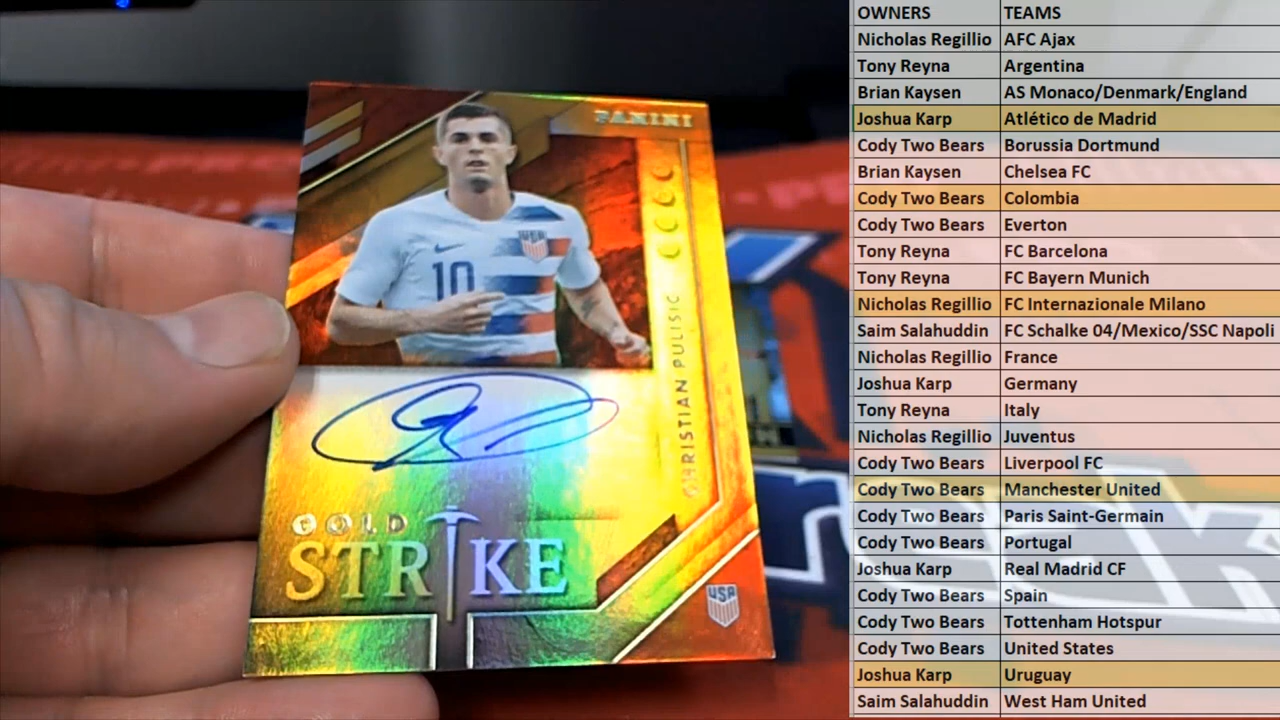 PANINI
USA
10
CHRISTIAN PULISIC
GOLD
STRIKE
USA
OWNERS TEAMS
Nicholas Regillio AFC Ajax
Tony Reyna Argentina
Brian Kaysen AS Monaco/Denmark/England
Joshua Karp Atlético de Madrid
Cody Two Bears Borussia Dortmund
Brian Kaysen Chelsea FC
Cody Two Bears Colombia
Cody Two Bears Everton
Tony Reyna FC Barcelona
Tony Reyna FC Bayern Munich
Nicholas Regillio FC Internazionale Milano
Saim Salahuddin FC Schalke 04/Mexico/SSC Napoli
Nicholas Regillio France
Joshua Karp Germany
Tony Reyna Italy
Nicholas Regillio Juventus
Cody Two Bears Liverpool FC
Cody Two Bears Manchester United
Cody Two Bears Paris Saint-Germain
Cody Two Bears Portugal
Joshua Karp Real Madrid CF
Cody Two Bears Spain
Cody Two Bears Tottenham Hotspur
Cody Two Bears United States
Joshua Karp Uruguay
Saim Salahuddin West Ham United